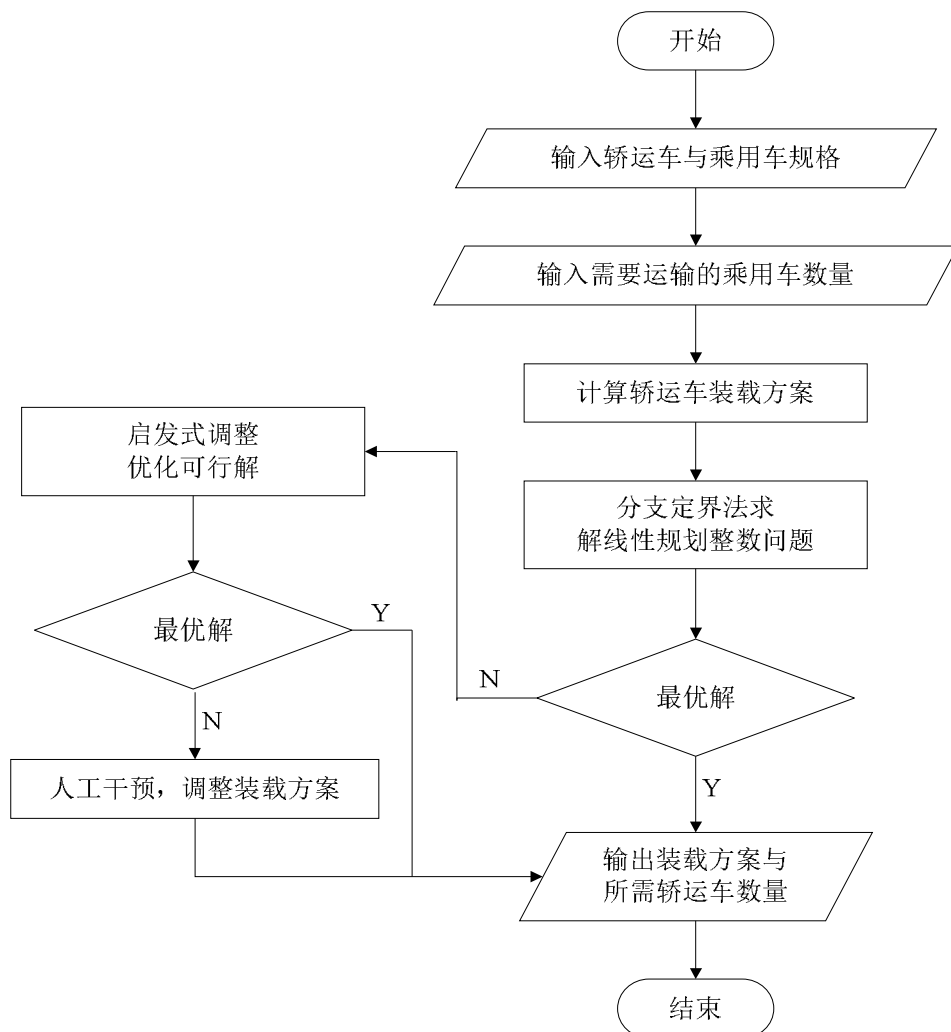 开始
输入轿运车与乘用车规格
输入需要运输的乘用车数量
计算轿运车装载方案
启发式调整
优化可行解
分支定界法求
解线性规划整数问题
最优解
Y
N
最优解
N
Y
人工干预，调整装载方案
输出装载方案与
所需轿运车数量
结束